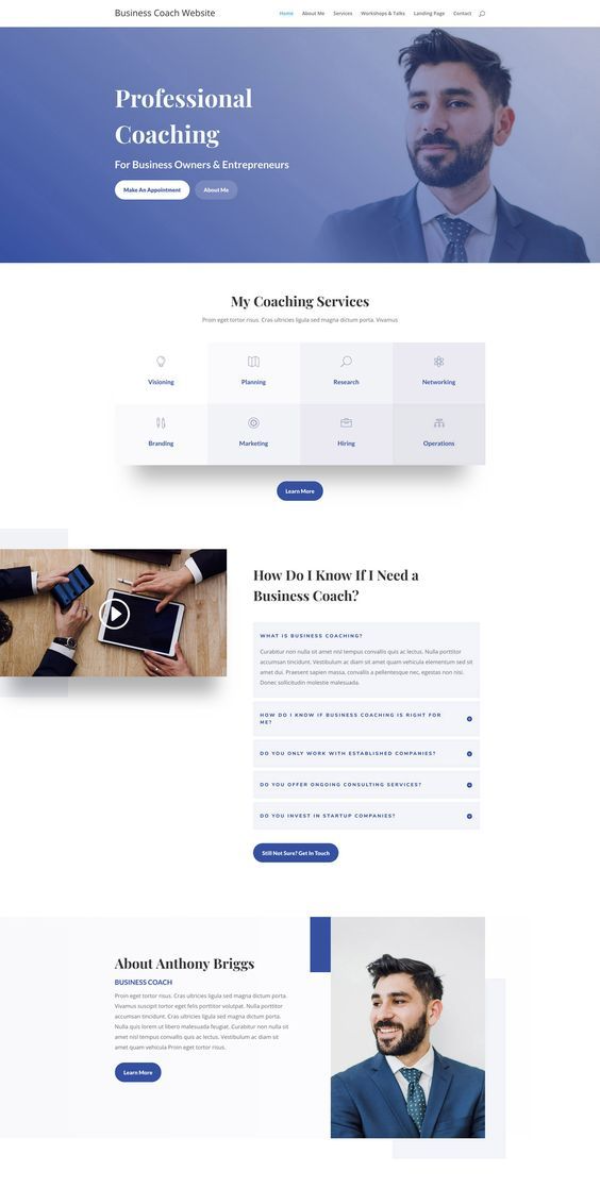 Business Coach Website
Home About Me Services Workshops & Talks Landing Page Contact
Professional
Coaching
For Business Owners & Entrepreneurs
Make An Appointment About Me
My Coaching Services
Proin eget tortor risus. Cras ultricies ligula sed magna dictum porta. Vivamus
Visioning Planning Research Networking
Branding Marketing Hiring Operations
Learn More
How Do I Know If I Need a
Business Coach?
WHAT IS BUSINESS COACHING?
Curabitur non nulla sit amet nisl tempus convallis quis ac lectus. Nulla porttitor
accumsan tincidunt. Vestibulum ac diam sit amet quam vehicula elementum sed sit
amet dui. Praesent sapien massa, convallis a pellentesque nec, egestas non nisi.
Donec sollicitudin molestie malesuada.
HOW DO I KNOW IF BUSINESS COACHING IS RIGHT FOR
ME?
DO YOU ONLY WORK WITH ESTABLISHED COMPANIES?
DO YOU OFFER ONGOING CONSULTING SERVICES?
DO YOU INVEST IN STARTUP COMPANIES?
Still Not Sure? Get In Touch
About Anthony Briggs
BUSINESS COACH
Proin eget tortor risus. Cras ultricies ligula sed magna dictum porta.
Vivamus suscipit tortor eget felis porttitor volutpat. Nulla porttitor
accumsan tincidunt. Cras ultricies ligula sed magna dictum porta.
Nulla quis lorem ut libero malesuada feugiat. Curabitur non nulla sit
amet nisl tempus convallis quis ac lectus. Vestibulum ac diam sit
amet quam vehicula Proin eget tortor risus.
Learn More